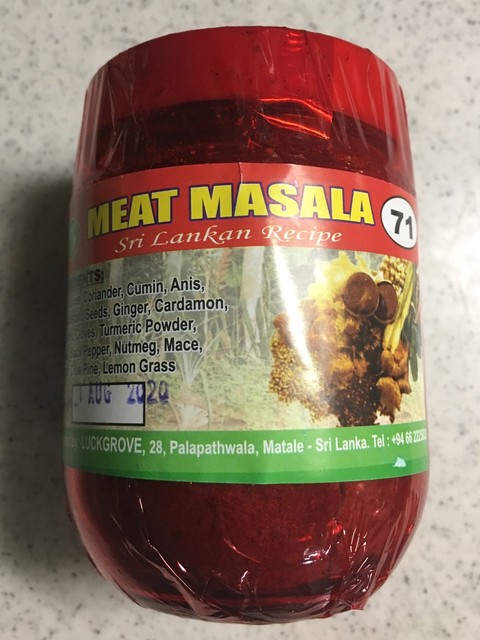 MEAT MASALA
71
Sri Lankan Recipe
Coriander, Cumin, Anis,
Seeds, Ginger, Cardamon,
Turmeric Powder,
Pepper, Nutmeg, Mace,
Pine, Lemon Grass
AUG 2020
LUCKGROVE, 28, Palapathwala, Matale - Sri Lanka. Tel : +94 66